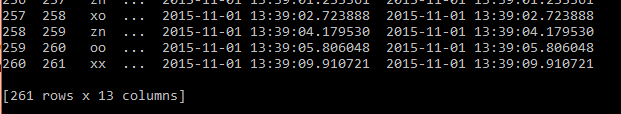 257 258 xo ... 2015-11-01 13:39:02.723888 2015-11-01 13:39:02.723888
258 259 zn ... 2015-11-01 13:39:04.179530 2015-11-01 13:39:04.179530
259 260 oo ... 2015-11-01 13:39:05.806048 2015-11-01 13:39:05.806048
260 261 xx ... 2015-11-01 13:39:09.910721 2015-11-01 13:39:09.910721
[261 rows x 13 columns]